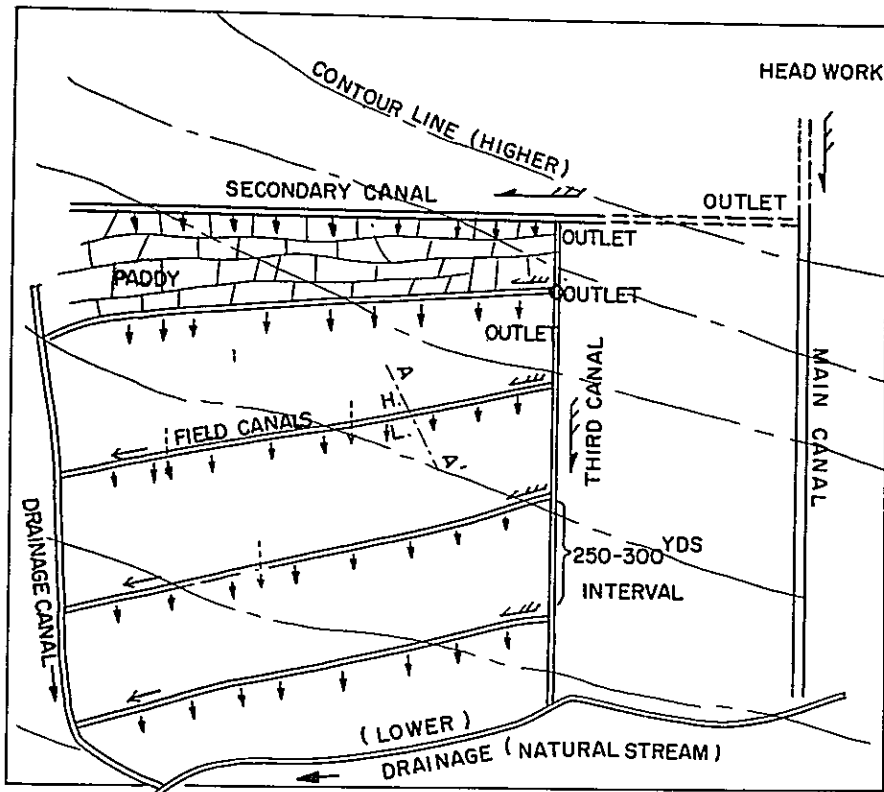 HEAD WORK
CONTOUR LINE (HIGHER)
SECONDARY CANAL
OUTLET
OUTLET
PADDY
OUTLET
OUTLET
A
H.
L.
A'
FIELD CANALS
THIRD CANAL
MAIN CANAL
DRAINAGE CANAL
250-300 YDS
INTERVAL
(LOWER)
DRAINAGE (NATURAL STREAM)